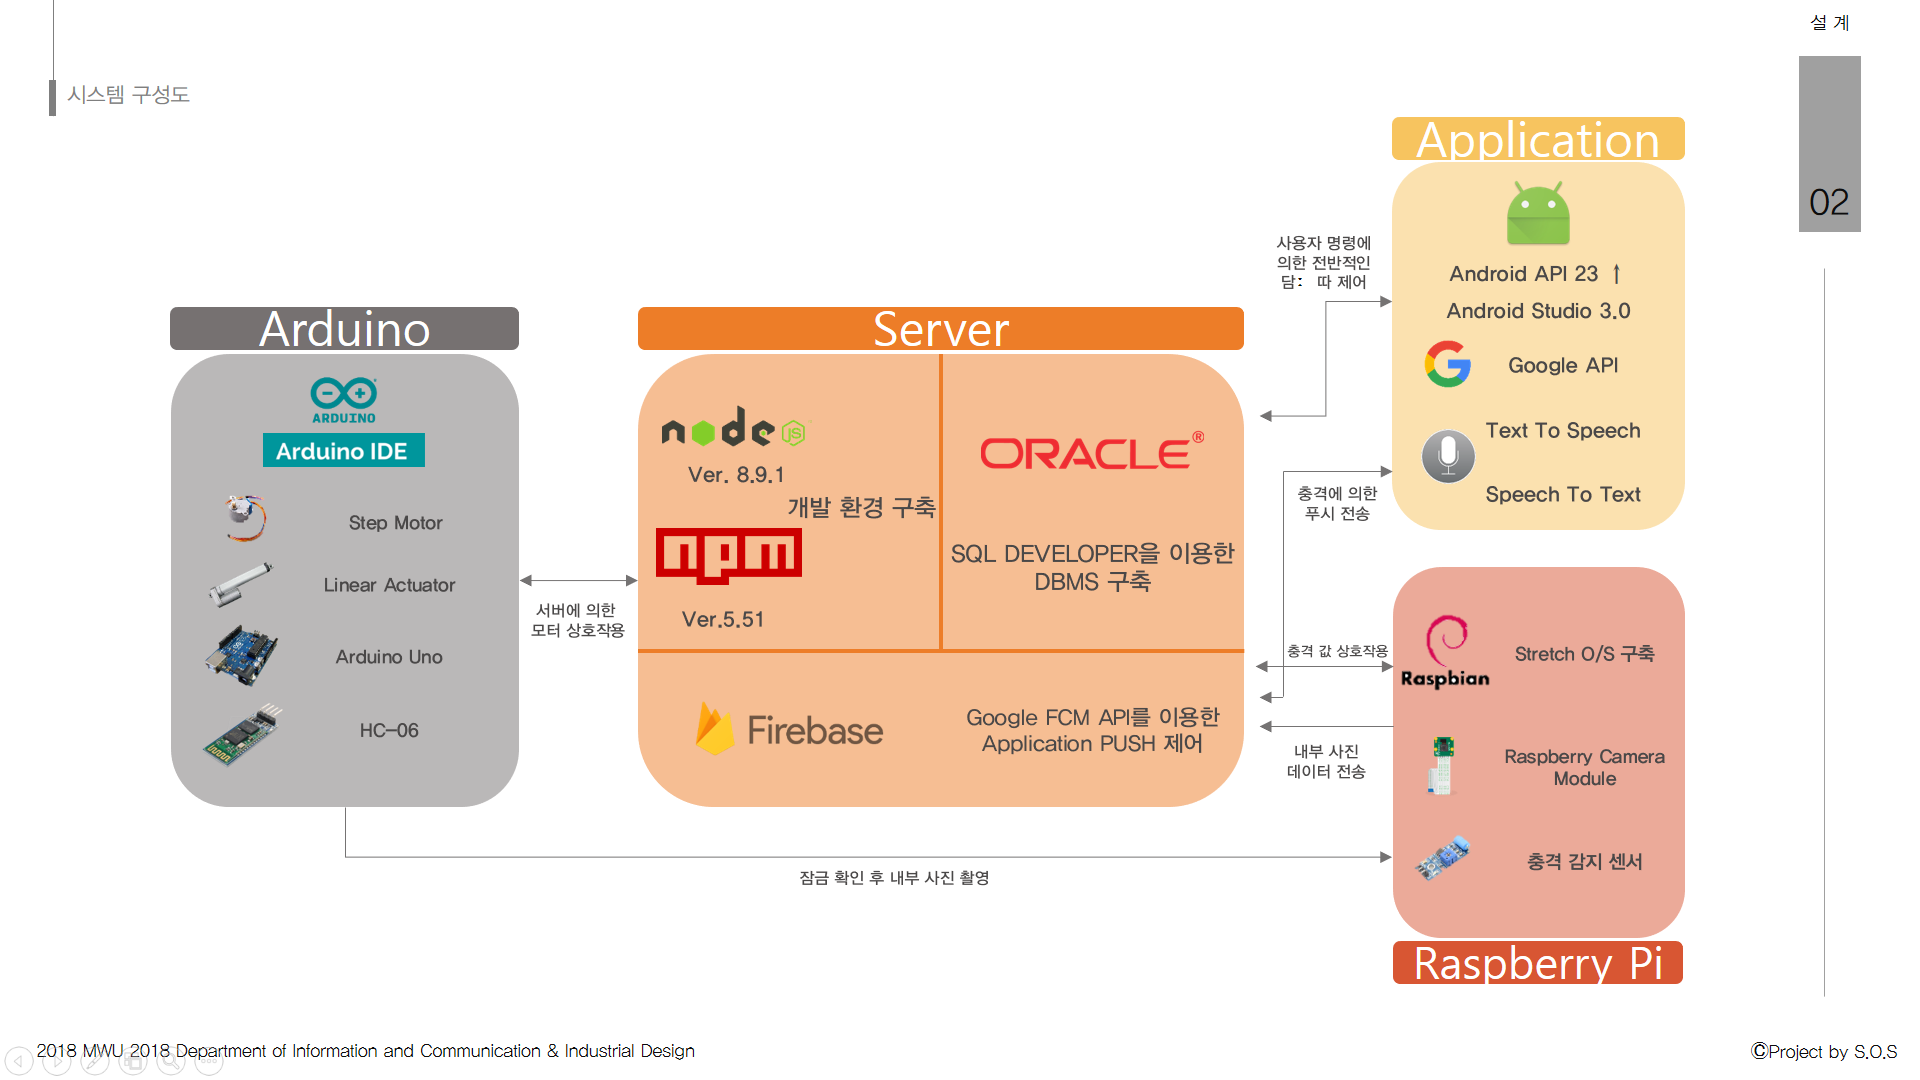 설 계
시스템 구성도
02
Application
Android API 23 ↑
Android Studio 3.0
Google API
Text To Speech
Speech To Text
사용자 명령에
의한 전반적인
담: 따 제어
Arduino
ARDUINO
Arduino IDE
Step Motor
Linear Actuator
Arduino Uno
HC-06
서버에 의한
모터 상호작용
Server
node JS
Ver. 8.9.1
개발 환경 구축
npm
Ver.5.51
ORACLE®
SQL DEVELOPER을 이용한
DBMS 구축
Firebase
Google FCM API를 이용한
Application PUSH 제어
충격에 의한
푸시 전송
충격 값 상호작용
내부 사진
데이터 전송
Raspbian
Stretch O/S 구축
Raspberry Camera
Module
충격 감지 센서
Raspberry Pi
잠금 확인 후 내부 사진 촬영
2018 MWU 2018 Department of Information and Communication & Industrial Design
©Project by S.O.S